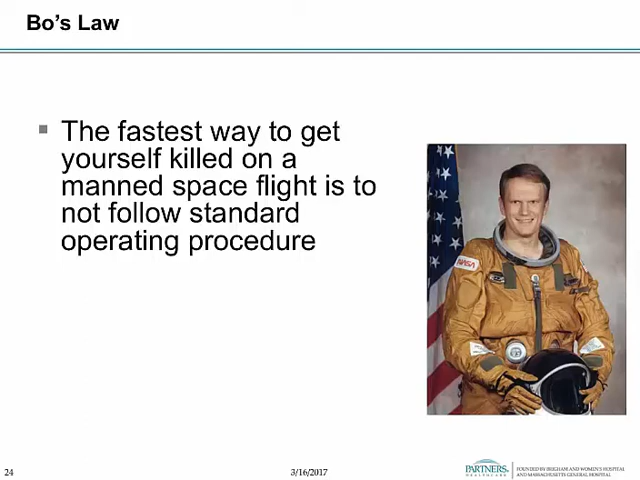 Bo's Law
The fastest way to get
yourself killed on a
manned space flight is to
not follow standard
operating procedure
NASA
24
3/16/2017
PARTNERS
HEALTHCARE
FOUNDED BY BRIGHAM AND WOMEN'S HOSPITAL
AND MASSACHUSETTS GENERAL HOSPITAL